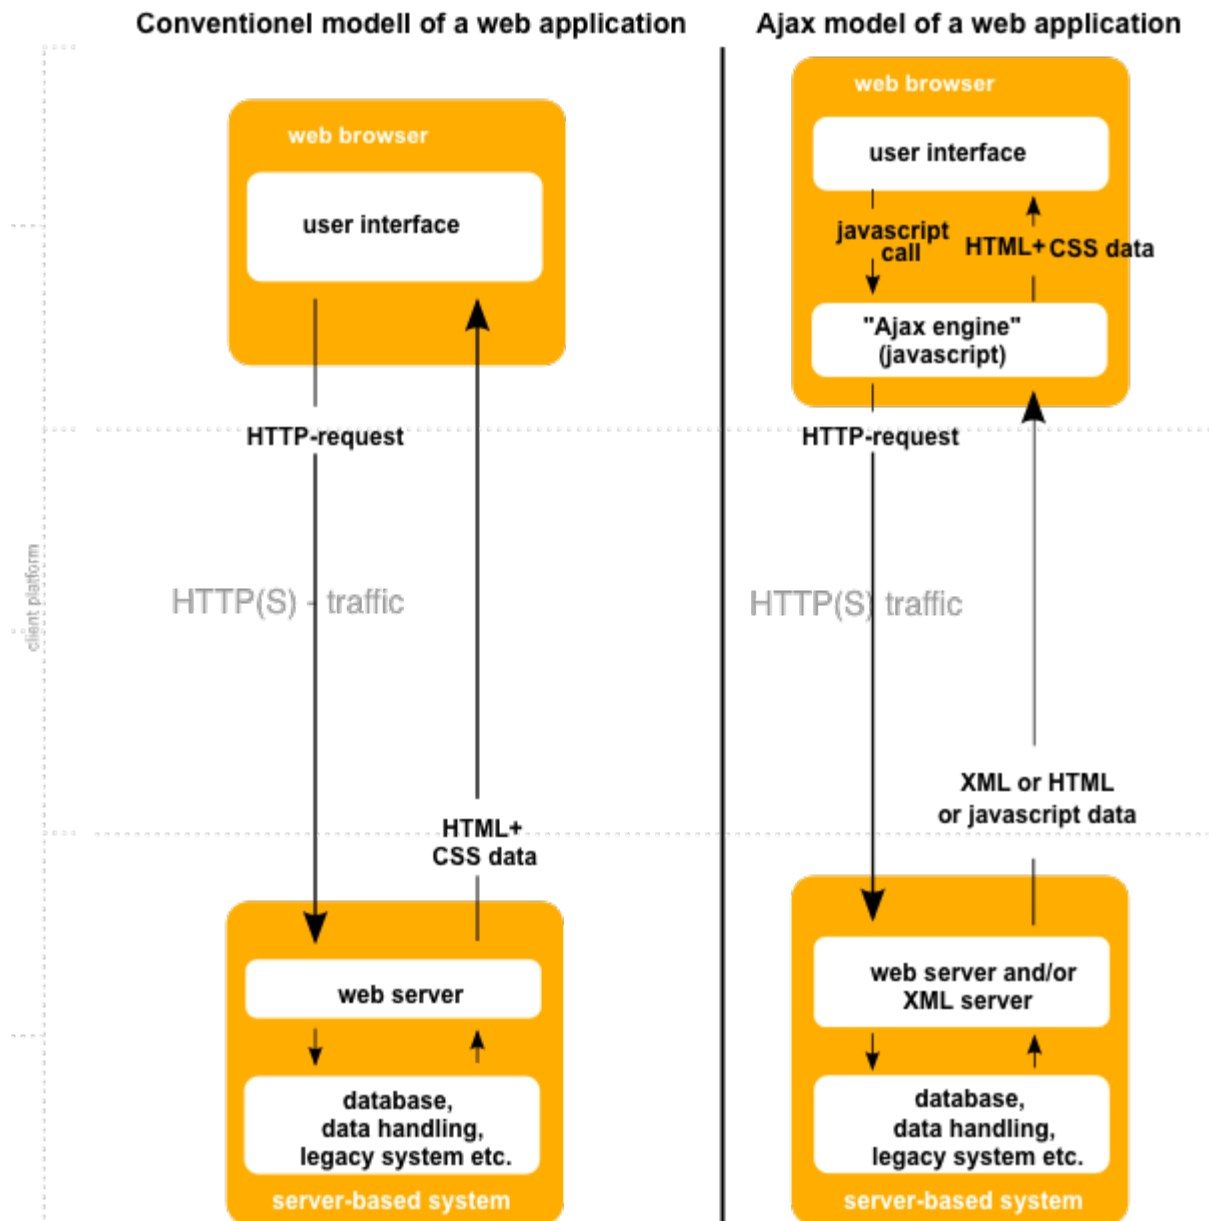 Conventionel modell of a web application
web browser
user interface
HTTP-request
HTTP(S) - traffic
HTML+
CSS data
web server
database,
data handling,
legacy system etc.
server-based system
client platform
Ajax model of a web application
web browser
user interface
javascript
call
HTML+ CSS data
"Ajax engine"
(javascript)
HTTP-request
HTTP(S) traffic
XML or HTML
or javascript data
web server and/or
XML server
database,
data handling,
legacy system etc.
server-based system